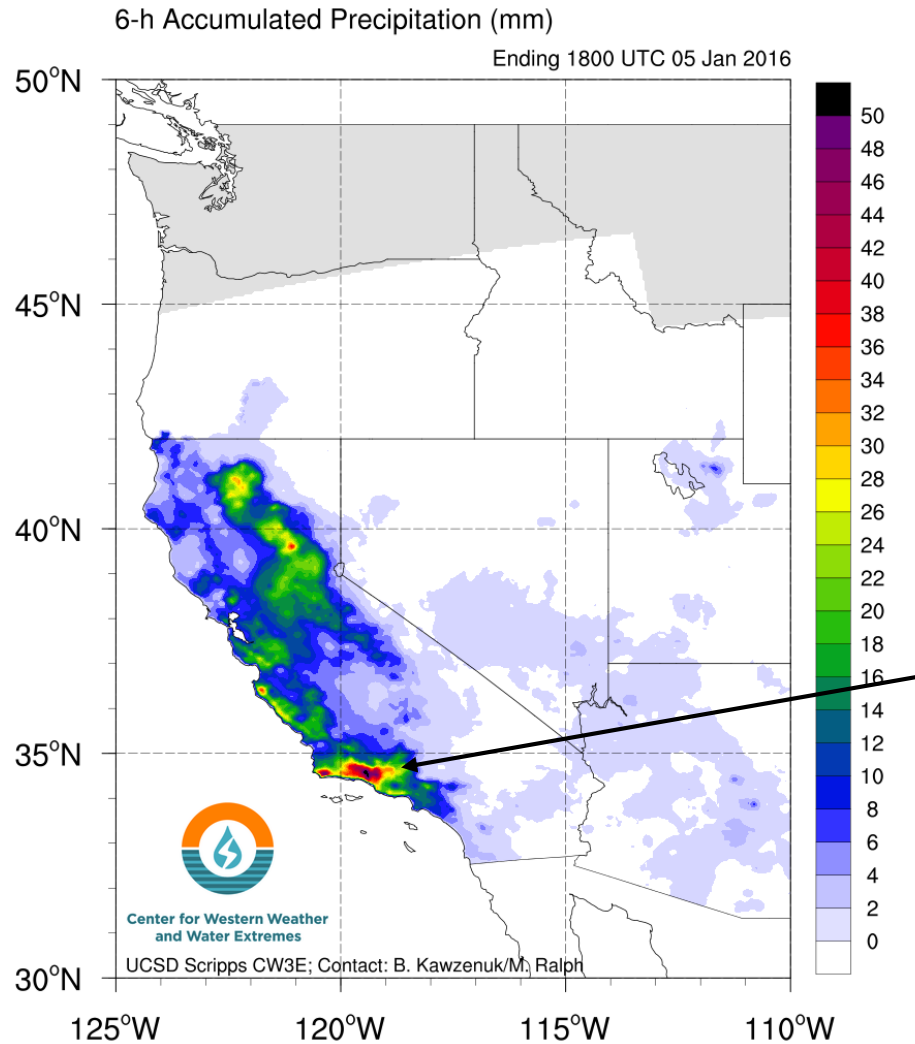 6-h Accumulated Precipitation (mm)
Ending 1800 UTC 05 Jan 2016
50°N
45°N
40°N
35°N
30°N
125°W
120°W
115°W
110°W
50
48
46
44
42
40
38
36
34
32
30
28
26
24
22
20
18
16
14
12
10
8
6
4
2
0
Center for Western Weather
and Water Extremes
UCSD Scripps CW3E; Contact: B. Kawzenuk/M. Ralph